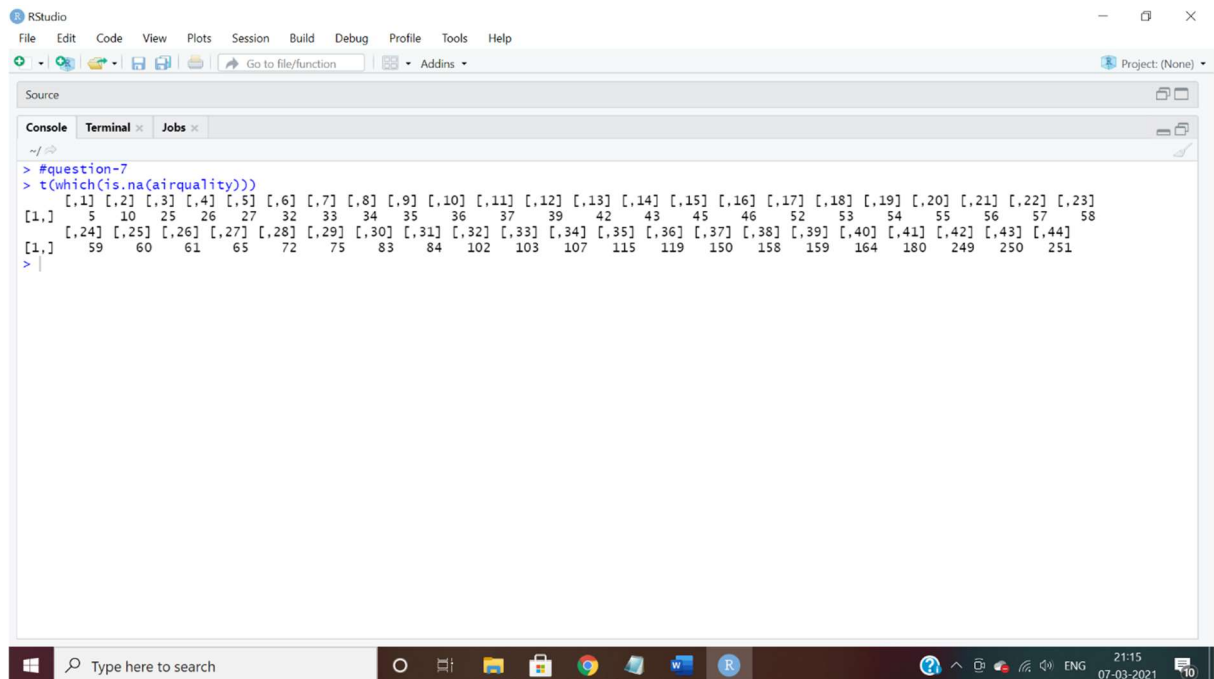 RStudio
File Edit Code View Plots Session Build Debug Profile Tools Help
Go to file/function Addins Project: (None)
Source
Console Terminal Jobs
~/
> #question-7
> t(which(is.na(airquality)))
[,1] [,2] [,3] [,4] [,5] [,6] [,7] [,8] [,9] [,10] [,11] [,12] [,13] [,14] [,15] [,16] [,17] [,18] [,19] [,20] [,21] [,22] [,23]
[1,] 5 10 25 26 27 32 33 34 35 36 37 39 42 43 45 46 52 53 54 55 56 57 58
[,24] [,25] [,26] [,27] [,28] [,29] [,30] [,31] [,32] [,33] [,34] [,35] [,36] [,37] [,38] [,39] [,40] [,41] [,42] [,43] [,44]
[1,] 59 60 61 65 72 75 83 84 102 103 107 115 119 150 158 159 164 180 249 250 251
>
Type here to search
ENG
21:15
07-03-2021
10